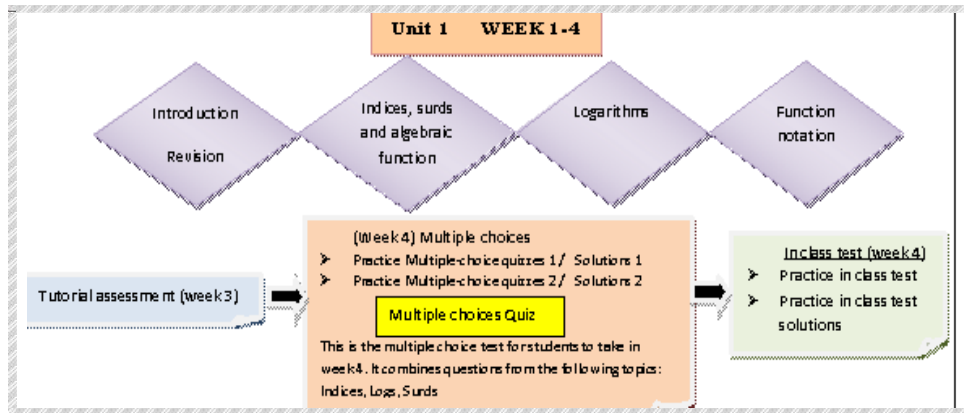 Unit 1 WEEK 1-4
Introduction
Revision
Indices, surds
and algebraic
function
Logarithms
Function
notation
Tutorial assessment (week 3)
(Week 4) Multiple choices
➢ Practice Multiple-choice quizzes 1 / Solutions 1
➢ Practice Multiple-choice quizzes 2 / Solutions 2
Multiple choices Quiz
This is the multiple choice test for students to take in
week 4. It combines questions from the following topics:
Indices, Logs, Surds
In class test (week 4)
➢ Practice in class test
➢ Practice in class test
solutions